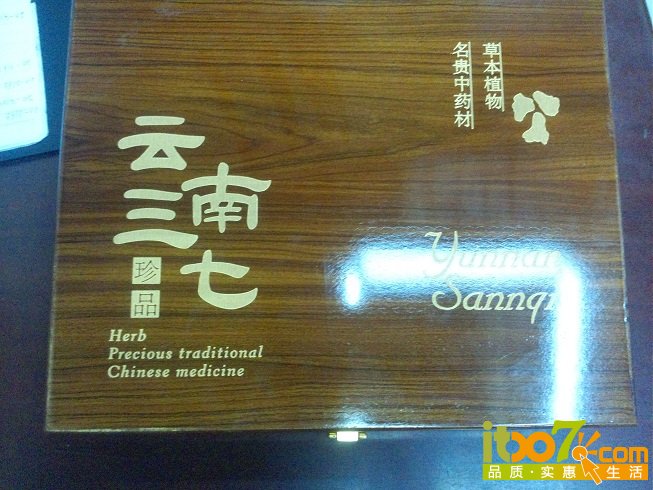 草本植物
名贵中药材
云南
三七
珍品
Yunnan
Sannqi
Herb
Precious traditional
Chinese medicine
itbo7.com
品质·实惠 生活